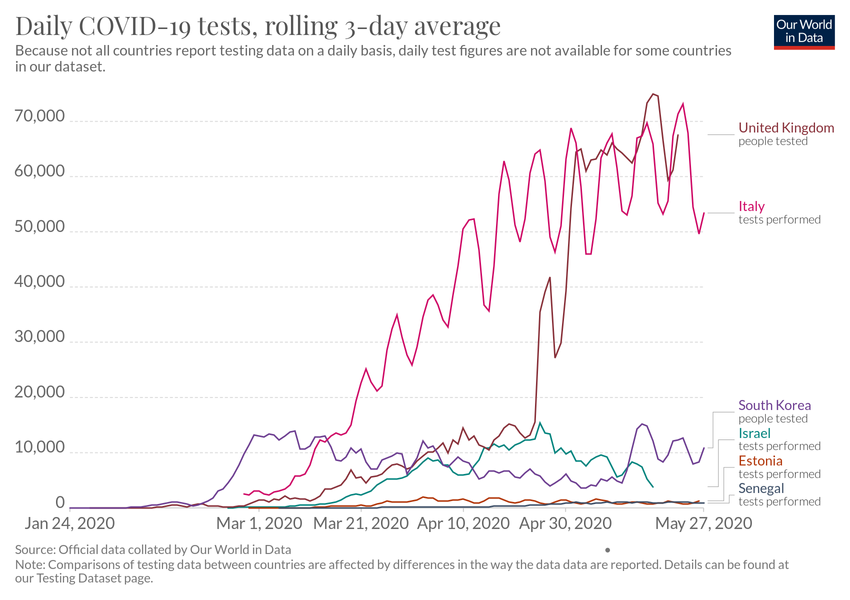 Daily COVID-19 tests, rolling 3-day average
Our World
in Data
Because not all countries report testing data on a daily basis, daily test figures are not available for some countries
in our dataset.
70,000
60,000
50,000
40,000
30,000
20,000
10,000
0
United Kingdom
people tested
Italy
tests performed
South Korea
people tested
Israel
tests performed
Estonia
tests performed
Senegal
tests performed
Jan 24, 2020
Mar 1, 2020
Mar 21, 2020
Apr 10, 2020
Apr 30, 2020
May 27, 2020
Source: Official data collated by Our World in Data
Note: Comparisons of testing data between countries are affected by differences in the way the data data are reported. Details can be found at
our Testing Dataset page.